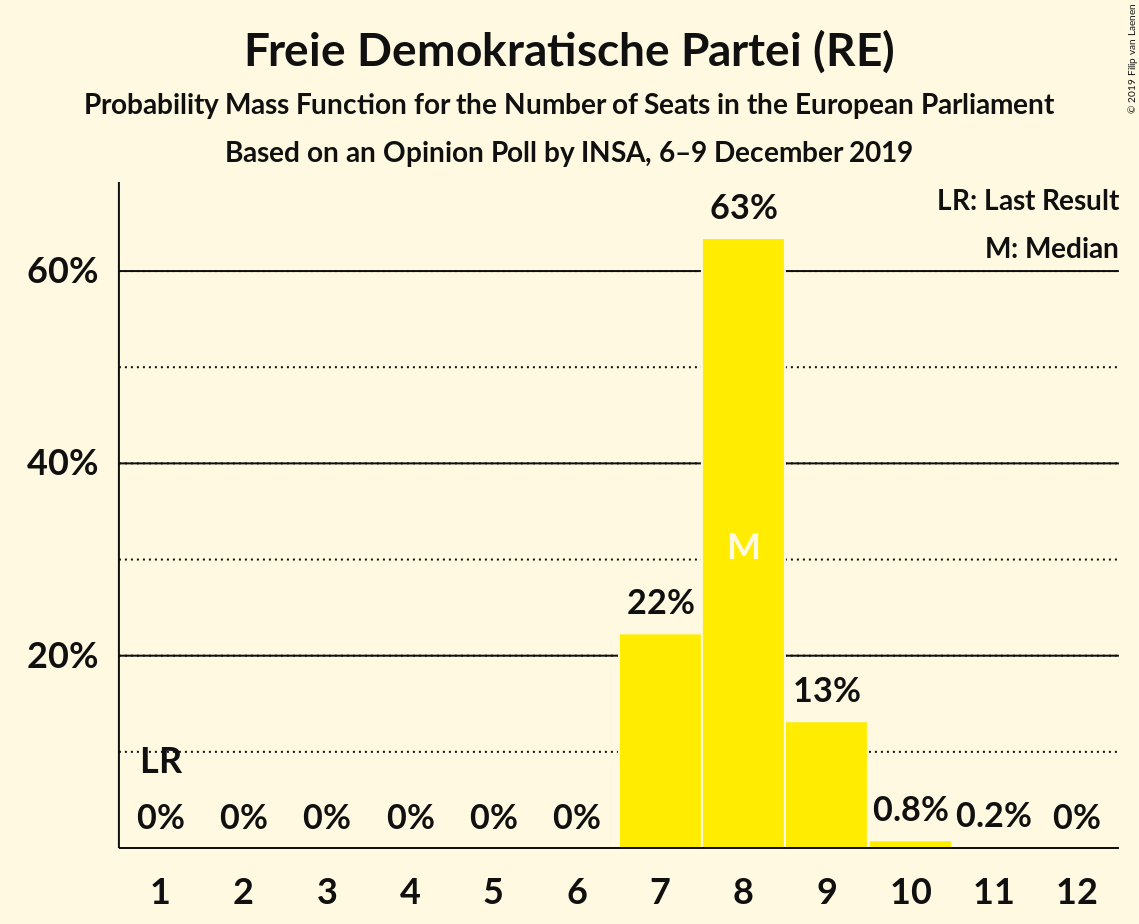 Freie Demokratische Partei (RE)
Probability Mass Function for the Number of Seats in the European Parliament
Based on an Opinion Poll by INSA, 6–9 December 2019
© 2019 Filip van Laenen
LR: Last Result
M: Median
63%
60%
40%
M
22%
20%
13%
LR
0% 0% 0% 0% 0% 0% 0.8% 0.2% 0%
1 2 3 4 5 6 7 8 9 10 11 12